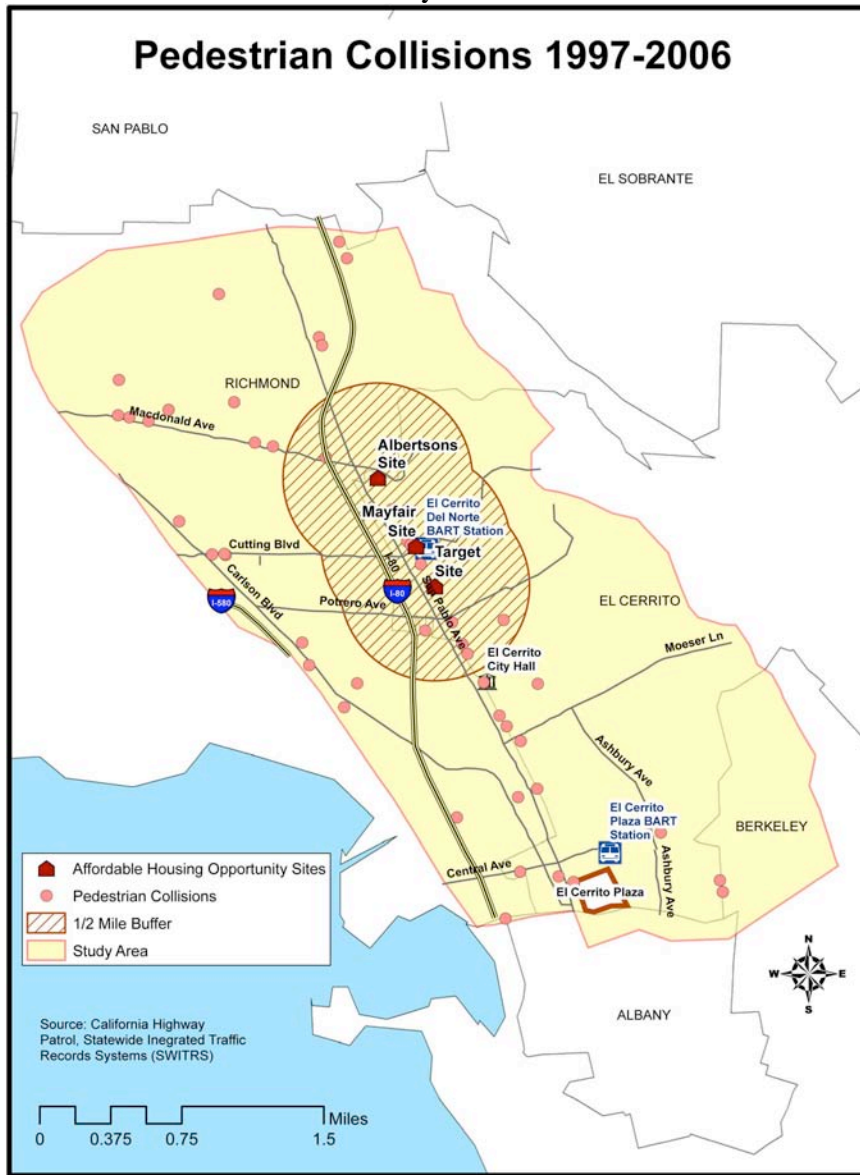 Pedestrian Collisions 1997-2006
SAN PABLO
EL SOBRANTE
RICHMOND
Macdonald Ave
Albertsons
Site
Mayfair
Site
El Cerrito
Del Norte
BART Station
Target
Site
Cutting Blvd
I-80
I-80
San Pablo Ave
Carlson Blvd
I-580
Potrero Ave
EL CERRITO
El Cerrito
City Hall
Moeser Ln
Ashbury Ave
El Cerrito
Plaza BART
Station
BERKELEY
Ashbury Ave
Central Ave
El Cerrito Plaza
Affordable Housing Opportunity Sites
Pedestrian Collisions
1/2 Mile Buffer
Study Area
N
W
E
S
ALBANY
Source: California Highway
Patrol, Statewide Inegrated Traffic
Records Systems (SWITRS)
Miles
0 0.375 0.75 1.5